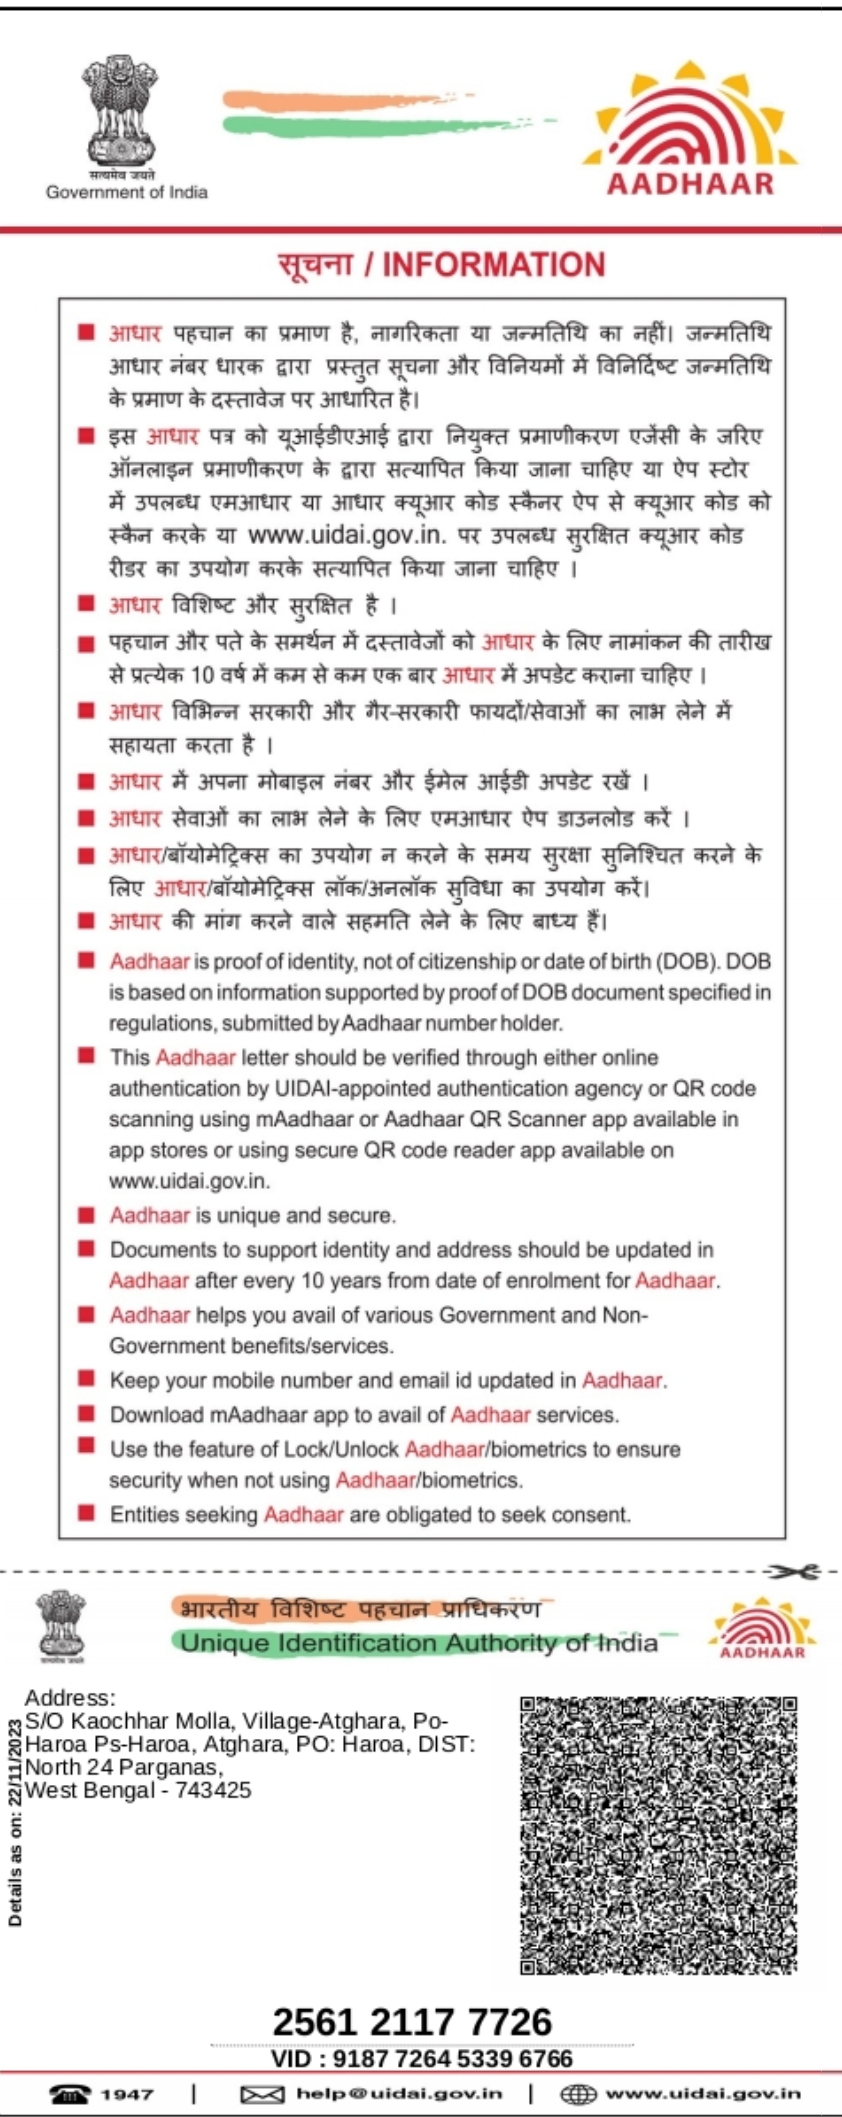 सत्यमेव जयते
Government of India
AADHAAR
सूचना / INFORMATION
आधार पहचान का प्रमाण है, नागरिकता या जन्मतिथि का नहीं। जन्मतिथि
आधार नंबर धारक द्वारा प्रस्तुत सूचना और विनियमों में विनिर्दिष्ट जन्मतिथि
के प्रमाण के दस्तावेज पर आधारित है।
इस आधार पत्र को यूआईडीएआई द्वारा नियुक्त प्रमाणीकरण एजेंसी के जरिए
ऑनलाइन प्रमाणीकरण के द्वारा सत्यापित किया जाना चाहिए या ऐप स्टोर
में उपलब्ध एमआधार या आधार क्यूआर कोड स्कैनर ऐप से क्यूआर कोड को
स्कैन करके या www.uidai.gov.in. पर उपलब्ध सुरक्षित क्यूआर कोड
रीडर का उपयोग करके सत्यापित किया जाना चाहिए ।
आधार विशिष्ट और सुरक्षित है ।
पहचान और पते के समर्थन में दस्तावेजों को आधार के लिए नामांकन की तारीख
से प्रत्येक 10 वर्ष में कम से कम एक बार आधार में अपडेट कराना चाहिए ।
आधार विभिन्न सरकारी और गैर-सरकारी फायदों/सेवाओं का लाभ लेने में
सहायता करता है ।
आधार में अपना मोबाइल नंबर और ईमेल आईडी अपडेट रखें ।
आधार सेवाओं का लाभ लेने के लिए एमआधार ऐप डाउनलोड करें ।
आधार/बॉयोमेट्रिक्स का उपयोग न करने के समय सुरक्षा सुनिश्चित करने के
लिए आधार/बॉयोमेट्रिक्स लॉक/अनलॉक सुविधा का उपयोग करें।
आधार की मांग करने वाले सहमति लेने के लिए बाध्य हैं।
Aadhaar is proof of identity, not of citizenship or date of birth (DOB). DOB
is based on information supported by proof of DOB document specified in
regulations, submitted by Aadhaar number holder.
This Aadhaar letter should be verified through either online
authentication by UIDAI-appointed authentication agency or QR code
scanning using mAadhaar or Aadhaar QR Scanner app available in
app stores or using secure QR code reader app available on
www.uidai.gov.in.
Aadhaar is unique and secure.
Documents to support identity and address should be updated in
Aadhaar after every 10 years from date of enrolment for Aadhaar.
Aadhaar helps you avail of various Government and Non-
Government benefits/services.
Keep your mobile number and email id updated in Aadhaar.
Download mAadhaar app to avail of Aadhaar services.
Use the feature of Lock/Unlock Aadhaar/biometrics to ensure
security when not using Aadhaar/biometrics.
Entities seeking Aadhaar are obligated to seek consent.
सत्यमेव जयते
भारतीय विशिष्ट पहचान प्राधिकरण
Unique Identification Authority of India
AADHAAR
Details as on: 22/11/2023
Address:
S/O Kaochhar Molla, Village-Atghara, Po-
Haroa Ps-Haroa, Atghara, PO: Haroa, DIST:
North 24 Parganas,
West Bengal - 743425
2561 2117 7726
VID : 9187 7264 5339 6766
1947 | help@uidai.gov.in | www.uidai.gov.in